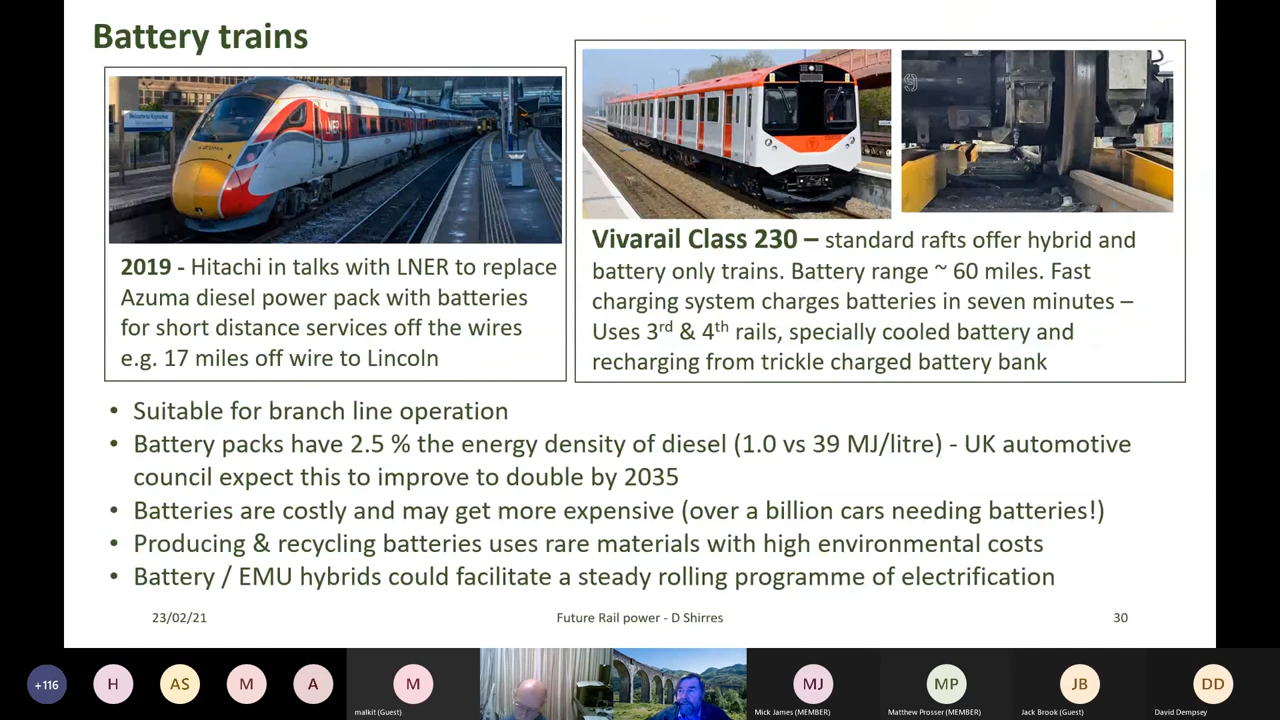 Battery trains
LNER
AZUMA
2019 - Hitachi in talks with LNER to replace
Azuma diesel power pack with batteries
for short distance services off the wires
e.g. 17 miles off wire to Lincoln
Vivarail Class 230 – standard rafts offer hybrid and
battery only trains. Battery range ~ 60 miles. Fast
charging system charges batteries in seven minutes –
Uses 3rd & 4th rails, specially cooled battery and
recharging from trickle charged battery bank
• Suitable for branch line operation
• Battery packs have 2.5 % the energy density of diesel (1.0 vs 39 MJ/litre) - UK automotive
council expect this to improve to double by 2035
• Batteries are costly and may get more expensive (over a billion cars needing batteries!)
• Producing & recycling batteries uses rare materials with high environmental costs
• Battery / EMU hybrids could facilitate a steady rolling programme of electrification
23/02/21
Future Rail power - D Shirres
30
+116
H
AS
M
A
M
malkit (Guest)
MJ
Mick James (MEMBER)
MP
Matthew Prosser (MEMBER)
JB
Jack Brook (Guest)
DD
David Dempsey